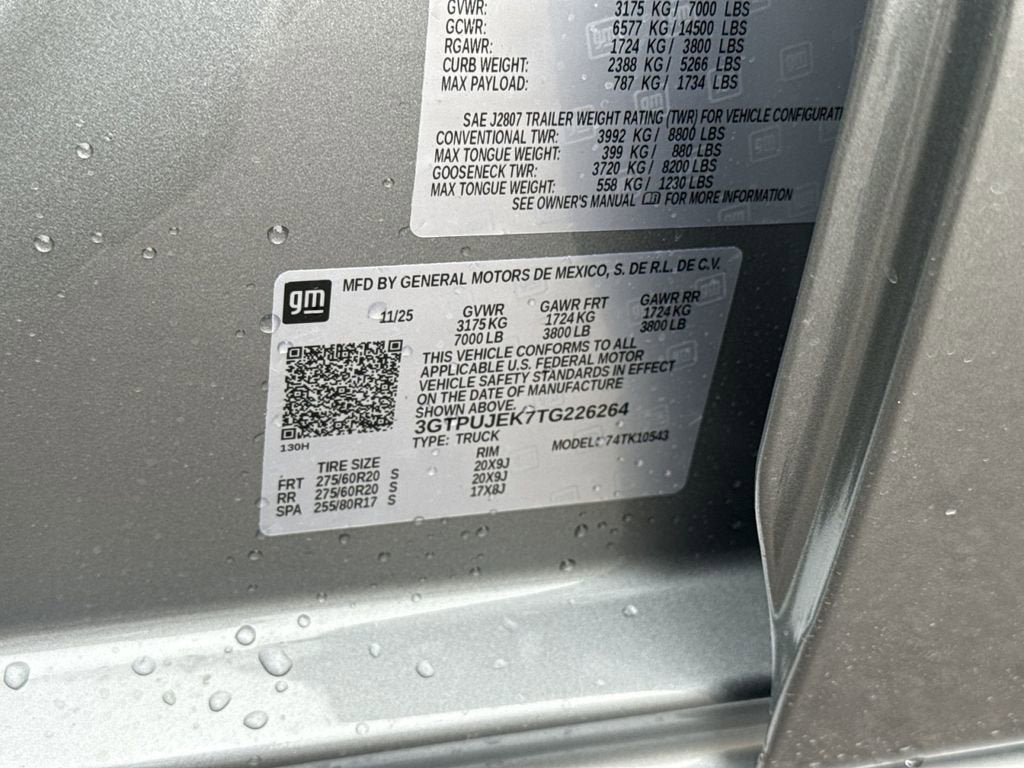 GVWR: 3175 KG / 7000 LBS
GCWR: 6577 KG / 14500 LBS
RGAWR: 1724 KG / 3800 LBS
CURB WEIGHT: 2388 KG / 5266 LBS
MAX PAYLOAD: 787 KG / 1734 LBS
SAE J2807 TRAILER WEIGHT RATING (TWR) FOR VEHICLE
CONVENTIONAL TWR: 3992 KG / 8800 LBS
MAX TONGUE WEIGHT: 399 KG / 880 LBS
GOOSENECK TWR: 3720 KG / 8200 LBS
MAX TONGUE WEIGHT: 558 KG / 1230 LBS
SEE OWNER'S MANUAL FOR MORE INFORMATION
gm MFD BY GENERAL MOTORS DE MEXICO, S. DE R.L. DE C.V.
11/25 GVWR GAWR FRT GAWR RR
3175 KG 1724 KG 1724 KG
7000 LB 3800 LB 3800 LB
THIS VEHICLE CONFORMS TO ALL
APPLICABLE U.S. FEDERAL MOTOR
VEHICLE SAFETY STANDARDS IN EFFECT
ON THE DATE OF MANUFACTURE
SHOWN ABOVE.
3GTPUJEK7TG226264
130H TYPE: TRUCK MODEL: 74TK10543
TIRE SIZE RIM
FRT 275/60R20 S 20X9J
RR 275/60R20 S 20X9J
SPA 255/80R17 S 17X8J